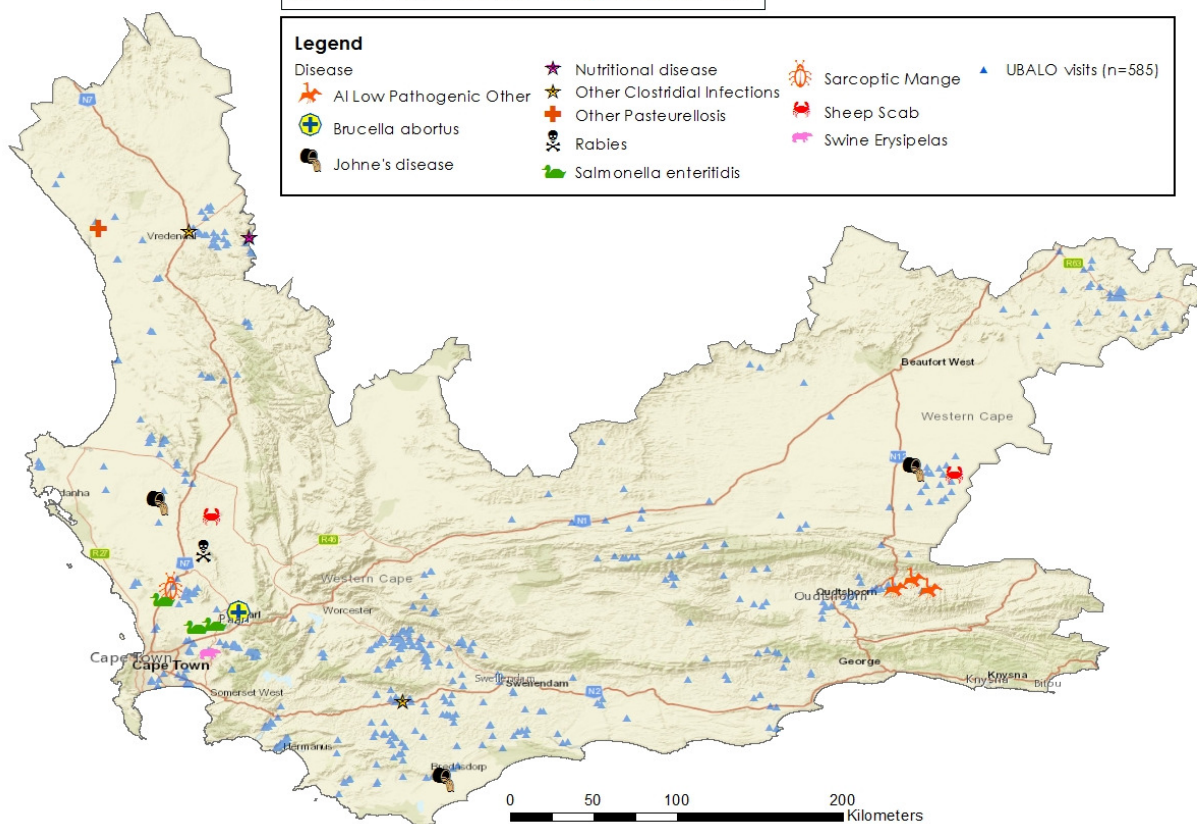 Legend
Disease
AI Low Pathogenic Other
Brucella abortus
Johne's disease
Nutritional disease
Other Clostridial Infections
Other Pasteurellosis
Rabies
Salmonella enteritidis
Sarcoptic Mange
Sheep Scab
Swine Erysipelas
UBALO visits (n=585)
N7
R63
Beaufort West
Western Cape
R27
N7
R46
N1
Western Cape
Worcester
Oudtshoorn
Oudtshoorn
Cape Town
Cape Town
Somerset West
Swellendam
Swellendam
N2
George
Knysna
Knysna
Bitou
Hermanus
Bredasdorp
0 50 100 200
Kilometers